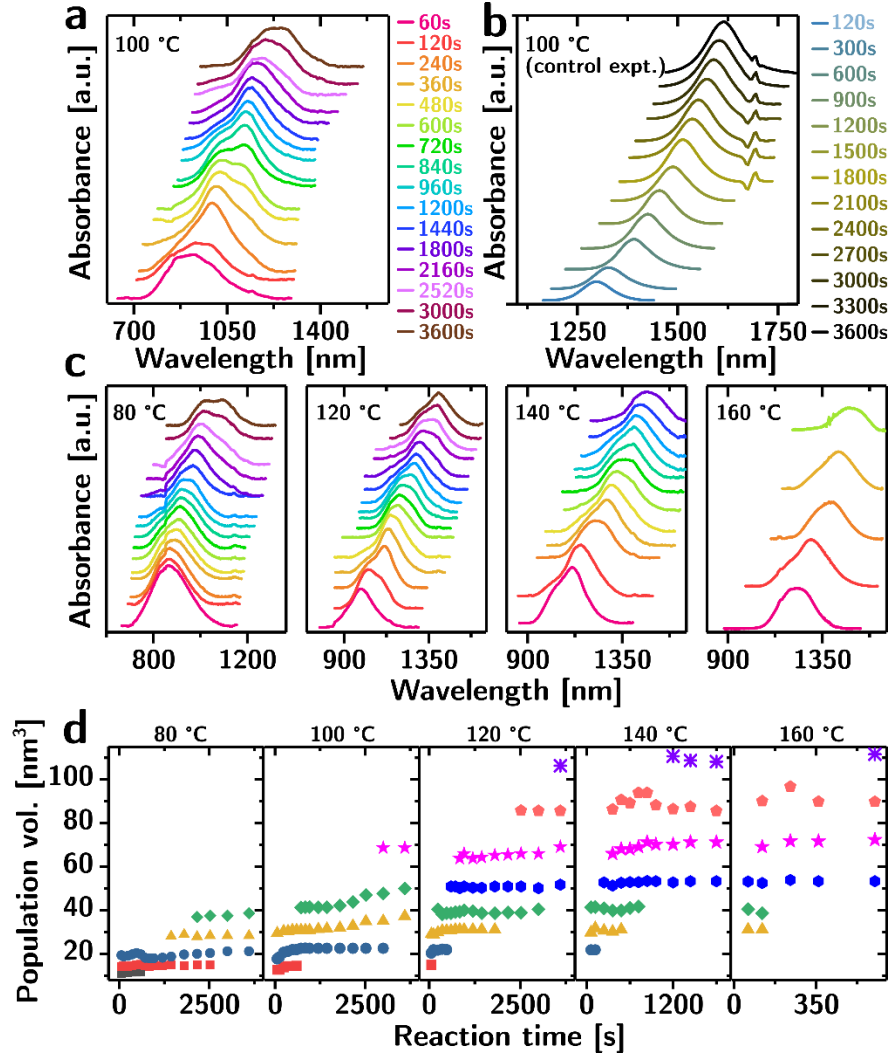 a
100 °C
Absorbance [a.u.]
700 1050 1400
Wavelength [nm]
60s
120s
240s
360s
480s
600s
720s
840s
960s
1200s
1440s
1800s
2160s
2520s
3000s
3600s
b
100 °C
(control expt.)
Absorbance [a.u.]
1250 1500 1750
Wavelength [nm]
120s
300s
600s
900s
1200s
1500s
1800s
2100s
2400s
2700s
3000s
3300s
3600s
c
Absorbance [a.u.]
80 °C 120 °C 140 °C 160 °C
800 1200 900 1350 900 1350 900 1350
Wavelength [nm]
d
Population vol. [nm³]
80 °C 100 °C 120 °C 140 °C 160 °C
100
80
60
40
20
0 2500 0 2500 0 2500 0 1200 0 350
Reaction time [s]